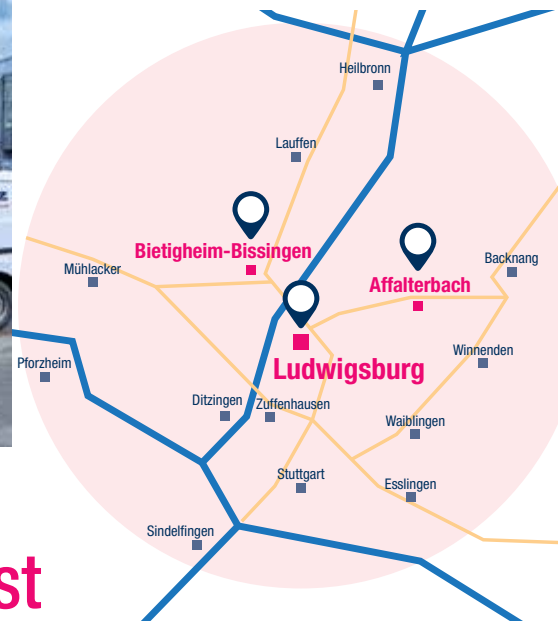 Heilbronn
Lauffen
Bietigheim-Bissingen
Mühlacker
Backnang
Affalterbach
Ludwigsburg
Winnenden
Pforzheim
Ditzingen
Zuffenhausen
Waiblingen
Stuttgart
Esslingen
Sindelfingen
st